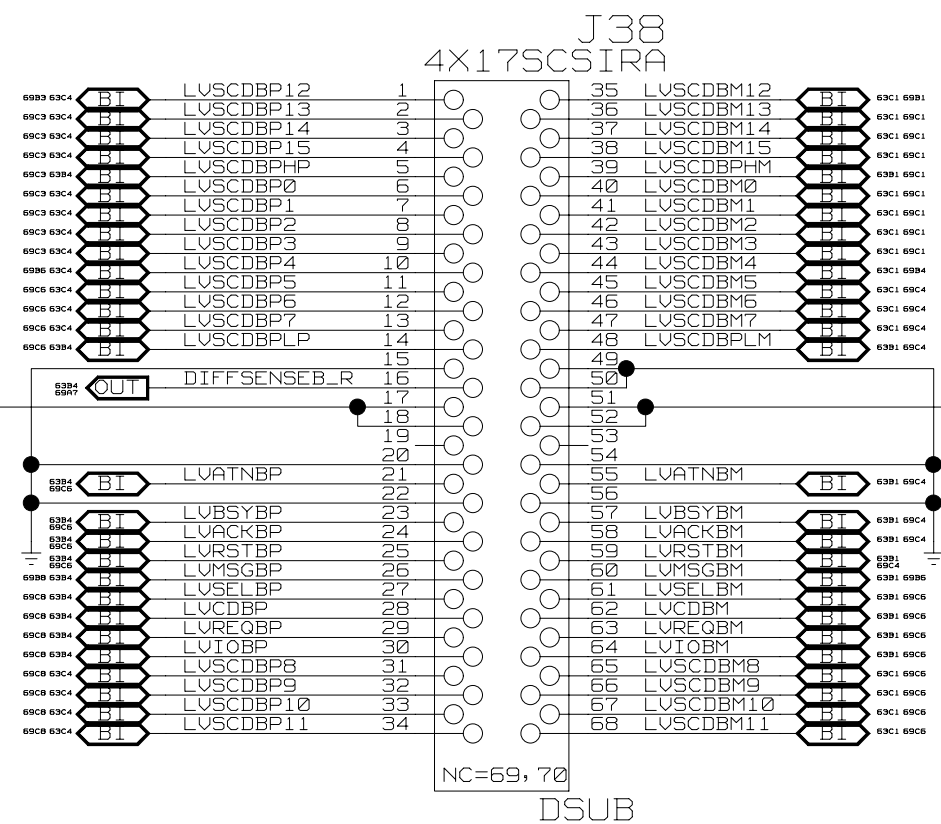 J38
4X17SCSIRA
69B3 63C4 BI LVSCDBP12 1 35 LVSCDBM12 BI 63C1 69B1
69C3 63C4 BI LVSCDBP13 2 36 LVSCDBM13 BI 63C1 69C1
69C3 63C4 BI LVSCDBP14 3 37 LVSCDBM14 BI 63C1 69C1
69C3 63C4 BI LVSCDBP15 4 38 LVSCDBM15 BI 63C1 69C1
69C3 63B4 BI LVSCDBPHP 5 39 LVSCDBPHM BI 63B1 69C1
69C3 63C4 BI LVSCDBP0 6 40 LVSCDBM0 BI 63C1 69C1
69C3 63C4 BI LVSCDBP1 7 41 LVSCDBM1 BI 63C1 69C1
69C3 63C4 BI LVSCDBP2 8 42 LVSCDBM2 BI 63C1 69C1
69C3 63C4 BI LVSCDBP3 9 43 LVSCDBM3 BI 63C1 69C1
69B6 63C4 BI LVSCDBP4 10 44 LVSCDBM4 BI 63C1 69B4
69C6 63C4 BI LVSCDBP5 11 45 LVSCDBM5 BI 63C1 69C4
69C6 63C4 BI LVSCDBP6 12 46 LVSCDBM6 BI 63C1 69C4
69C6 63C4 BI LVSCDBP7 13 47 LVSCDBM7 BI 63C1 69C4
69C6 63B4 BI LVSCDBPLP 14 48 LVSCDBPLM BI 63B1 69C4
15 49
63B4 69A7 OUT DIFFSENSEB_R 16 50
17 51
18 52
19 53
20 54
63B4 69C6 BI LVATNBP 21 55 LVATNBM BI 63B1 69C4
22 56
63B4 69C6 BI LVBSYBP 23 57 LVBSYBM BI 63B1 69C4
63B4 69C6 BI LVACKBP 24 58 LVACKBM BI 63B1 69C4
63B4 69C6 BI LVRSTBP 25 59 LVRSTBM BI 63B1 69C4
69B8 63B4 BI LVMSGBP 26 60 LVMSGBM BI 63B1 69B6
69C8 63B4 BI LVSELBP 27 61 LVSELBM BI 63B1 69C6
69C8 63B4 BI LVCDBP 28 62 LVCDBM BI 63B1 69C6
69C8 63B4 BI LVREQBP 29 63 LVREQBM BI 63B1 69C6
69C8 63B4 BI LVIOBP 30 64 LVIOBM BI 63B1 69C6
69C8 63C4 BI LVSCDBP8 31 65 LVSCDBM8 BI 63C1 69C6
69C8 63C4 BI LVSCDBP9 32 66 LVSCDBM9 BI 63C1 69C6
69C8 63C4 BI LVSCDBP10 33 67 LVSCDBM10 BI 63C1 69C6
69C8 63C4 BI LVSCDBP11 34 68 LVSCDBM11 BI 63C1 69C6
NC=69,70
DSUB